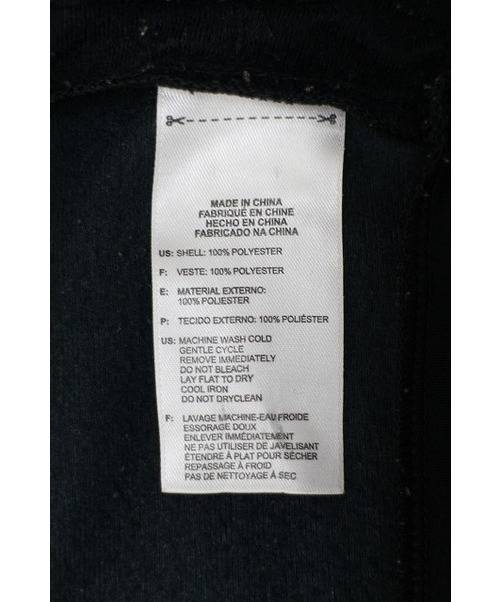 MADE IN CHINA
FABRIQUÉ EN CHINE
HECHO EN CHINA
FABRICADO NA CHINA
US: SHELL: 100% POLYESTER
F: VESTE: 100% POLYESTER
E: MATERIAL EXTERNO:
100% POLIESTER
P: TECIDO EXTERNO: 100% POLIÉSTER
US: MACHINE WASH COLD
GENTLE CYCLE
REMOVE IMMEDIATELY
DO NOT BLEACH
LAY FLAT TO DRY
COOL IRON
DO NOT DRYCLEAN
F: LAVAGE MACHINE-EAU FROIDE
ESSORAGE DOUX
ENLEVER IMMÉDIATEMENT
NE PAS UTILISER DE JAVELISANT
ÉTENDRE À PLAT POUR SÉCHER
REPASSAGE À FROID
PAS DE NETTOYAGE À SEC